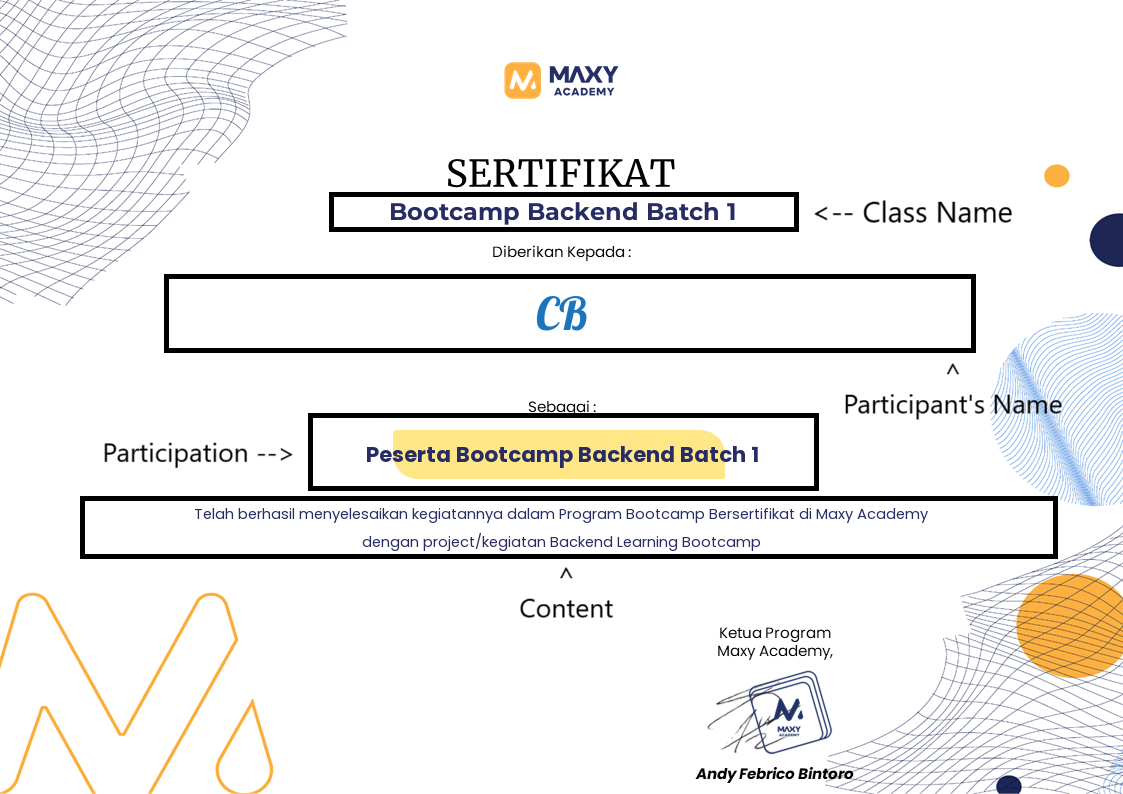 MAXY
ACADEMY
SERTIFIKAT
Bootcamp Backend Batch 1
<-- Class Name
Diberikan Kepada :
CB
^
Participant's Name
Sebagai :
Participation -->
Peserta Bootcamp Backend Batch 1
Telah berhasil menyelesaikan kegiatannya dalam Program Bootcamp Bersertifikat di Maxy Academy
dengan project/kegiatan Backend Learning Bootcamp
^
Content
Ketua Program
Maxy Academy,
MAXY
ACADEMY
Andy Febrico Bintoro